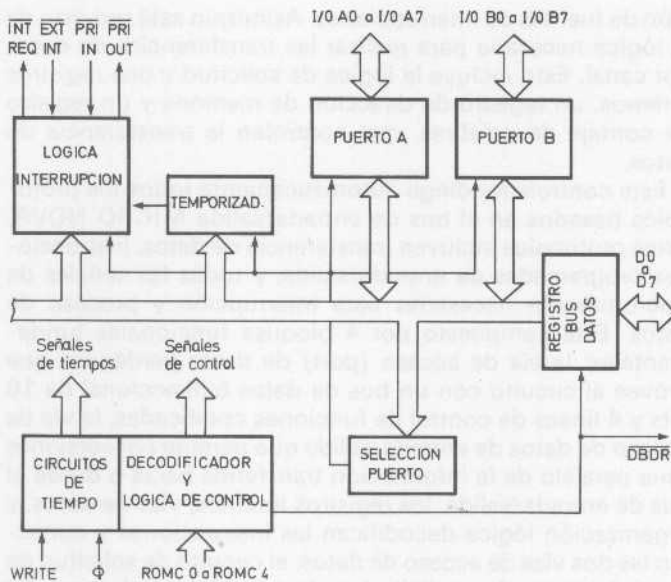 INT EXT PRI PRI
REQ INT IN OUT
I/O A0 a I/O A7
I/O B0 a I/O B7
LOGICA
INTERRUPCION
TEMPORIZAD.
PUERTO A
PUERTO B
REGISTRO
BUS
DATOS
D0
a
D7
Señales
de tiempos
Señales
de control
CIRCUITOS
DE
TIEMPO
DECODIFICADOR
Y
LOGICA DE CONTROL
SELECCION
PUERTO
DBDR
WRITE Φ ROMC 0 a ROMC 4